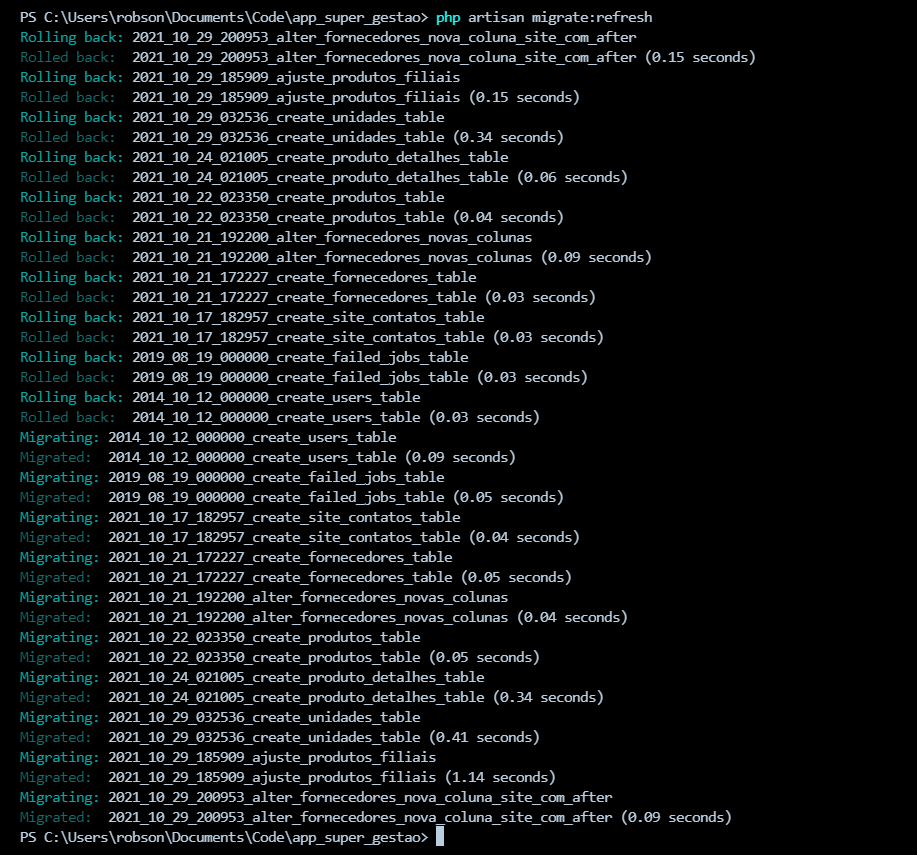 PS C:\Users\robson\Documents\Code\app_super_gestao> php artisan migrate:refresh
Rolling back: 2021_10_29_200953_alter_fornecedores_nova_coluna_site_com_after
Rolled back:  2021_10_29_200953_alter_fornecedores_nova_coluna_site_com_after (0.15 seconds)
Rolling back: 2021_10_29_185909_ajuste_produtos_filiais
Rolled back:  2021_10_29_185909_ajuste_produtos_filiais (0.15 seconds)
Rolling back: 2021_10_29_032536_create_unidades_table
Rolled back:  2021_10_29_032536_create_unidades_table (0.34 seconds)
Rolling back: 2021_10_24_021005_create_produto_detalhes_table
Rolled back:  2021_10_24_021005_create_produto_detalhes_table (0.06 seconds)
Rolling back: 2021_10_22_023350_create_produtos_table
Rolled back:  2021_10_22_023350_create_produtos_table (0.04 seconds)
Rolling back: 2021_10_21_192200_alter_fornecedores_novas_colunas
Rolled back:  2021_10_21_192200_alter_fornecedores_novas_colunas (0.09 seconds)
Rolling back: 2021_10_21_172227_create_fornecedores_table
Rolled back:  2021_10_21_172227_create_fornecedores_table (0.03 seconds)
Rolling back: 2021_10_17_182957_create_site_contatos_table
Rolled back:  2021_10_17_182957_create_site_contatos_table (0.03 seconds)
Rolling back: 2019_08_19_000000_create_failed_jobs_table
Rolled back:  2019_08_19_000000_create_failed_jobs_table (0.03 seconds)
Rolling back: 2014_10_12_000000_create_users_table
Rolled back:  2014_10_12_000000_create_users_table (0.03 seconds)
Migrating: 2014_10_12_000000_create_users_table
Migrated:  2014_10_12_000000_create_users_table (0.09 seconds)
Migrating: 2019_08_19_000000_create_failed_jobs_table
Migrated:  2019_08_19_000000_create_failed_jobs_table (0.05 seconds)
Migrating: 2021_10_17_182957_create_site_contatos_table
Migrated:  2021_10_17_182957_create_site_contatos_table (0.04 seconds)
Migrating: 2021_10_21_172227_create_fornecedores_table
Migrated:  2021_10_21_172227_create_fornecedores_table (0.05 seconds)
Migrating: 2021_10_21_192200_alter_fornecedores_novas_colunas
Migrated:  2021_10_21_192200_alter_fornecedores_novas_colunas (0.04 seconds)
Migrating: 2021_10_22_023350_create_produtos_table
Migrated:  2021_10_22_023350_create_produtos_table (0.05 seconds)
Migrating: 2021_10_24_021005_create_produto_detalhes_table
Migrated:  2021_10_24_021005_create_produto_detalhes_table (0.34 seconds)
Migrating: 2021_10_29_032536_create_unidades_table
Migrated:  2021_10_29_032536_create_unidades_table (0.41 seconds)
Migrating: 2021_10_29_185909_ajuste_produtos_filiais
Migrated:  2021_10_29_185909_ajuste_produtos_filiais (1.14 seconds)
Migrating: 2021_10_29_200953_alter_fornecedores_nova_coluna_site_com_after
Migrated:  2021_10_29_200953_alter_fornecedores_nova_coluna_site_com_after (0.09 seconds)
PS C:\Users\robson\Documents\Code\app_super_gestao>